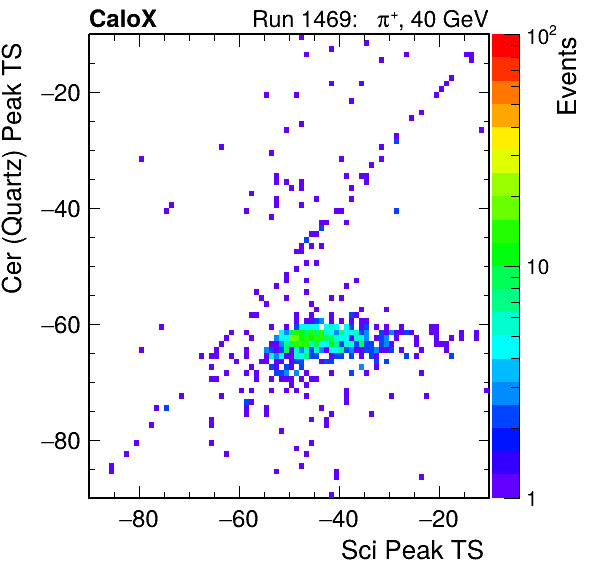 CaloX Run 1469: π⁺, 40 GeV
Cer (Quartz) Peak TS
−20
−40
−60
−80
−80 −60 −40 −20
Sci Peak TS
10²
10
1
Events